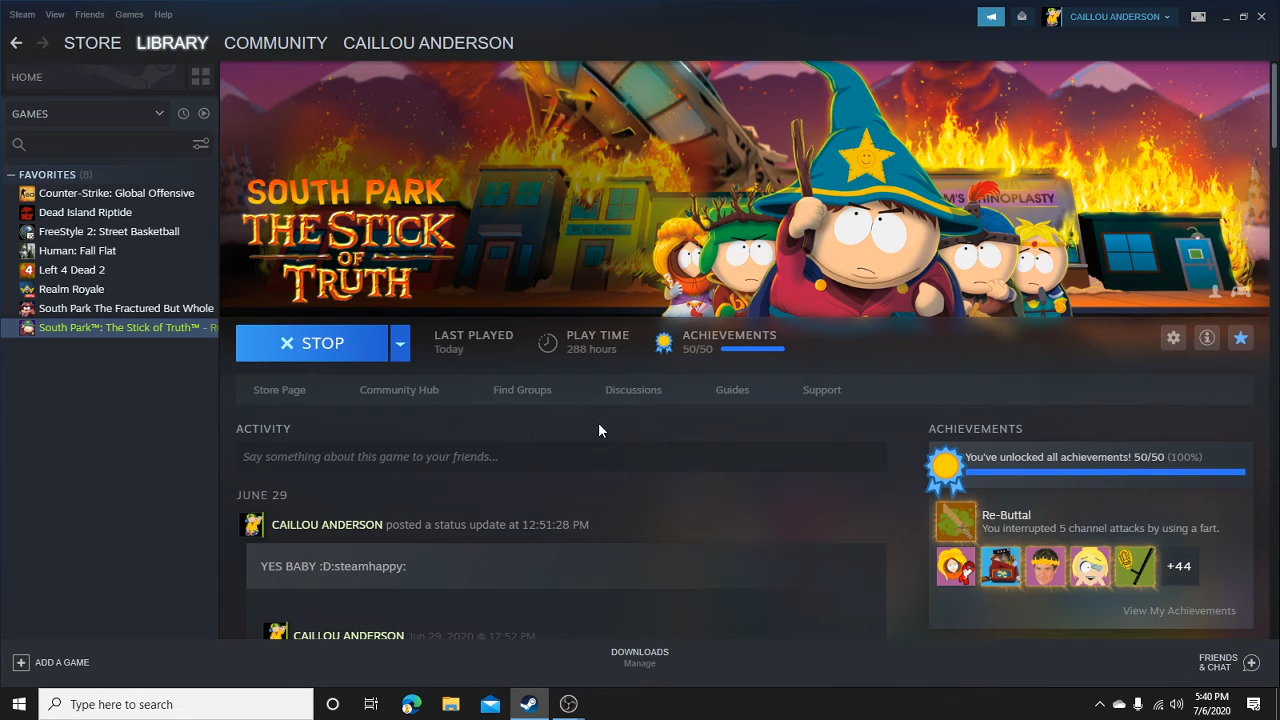 Steam View Friends Games Help
CAILLOU ANDERSON
STORE LIBRARY COMMUNITY CAILLOU ANDERSON
HOME
GAMES
FAVORITES (8)
Counter-Strike: Global Offensive
Dead Island Riptide
FreeStyle 2: Street Basketball
Human: Fall Flat
Left 4 Dead 2
Realm Royale
South Park The Fractured But Whole
South Park™: The Stick of Truth™ - R
SOUTH PARK
THE STICK
OF
TRUTH™
STOP
LAST PLAYED
Today
PLAY TIME
288 hours
ACHIEVEMENTS
50/50
Store Page Community Hub Find Groups Discussions Guides Support
ACTIVITY
Say something about this game to your friends...
JUNE 29
CAILLOU ANDERSON posted a status update at 12:51:28 PM
YES BABY :D:steamhappy:
CAILLOU ANDERSON Jun 29, 2020 @ 12:52 PM
ACHIEVEMENTS
You've unlocked all achievements! 50/50 (100%)
Re-Buttal
You interrupted 5 channel attacks by using a fart.
+44
View My Achievements
ADD A GAME
DOWNLOADS
Manage
FRIENDS
& CHAT
Type here to search
5:40 PM
7/6/2020